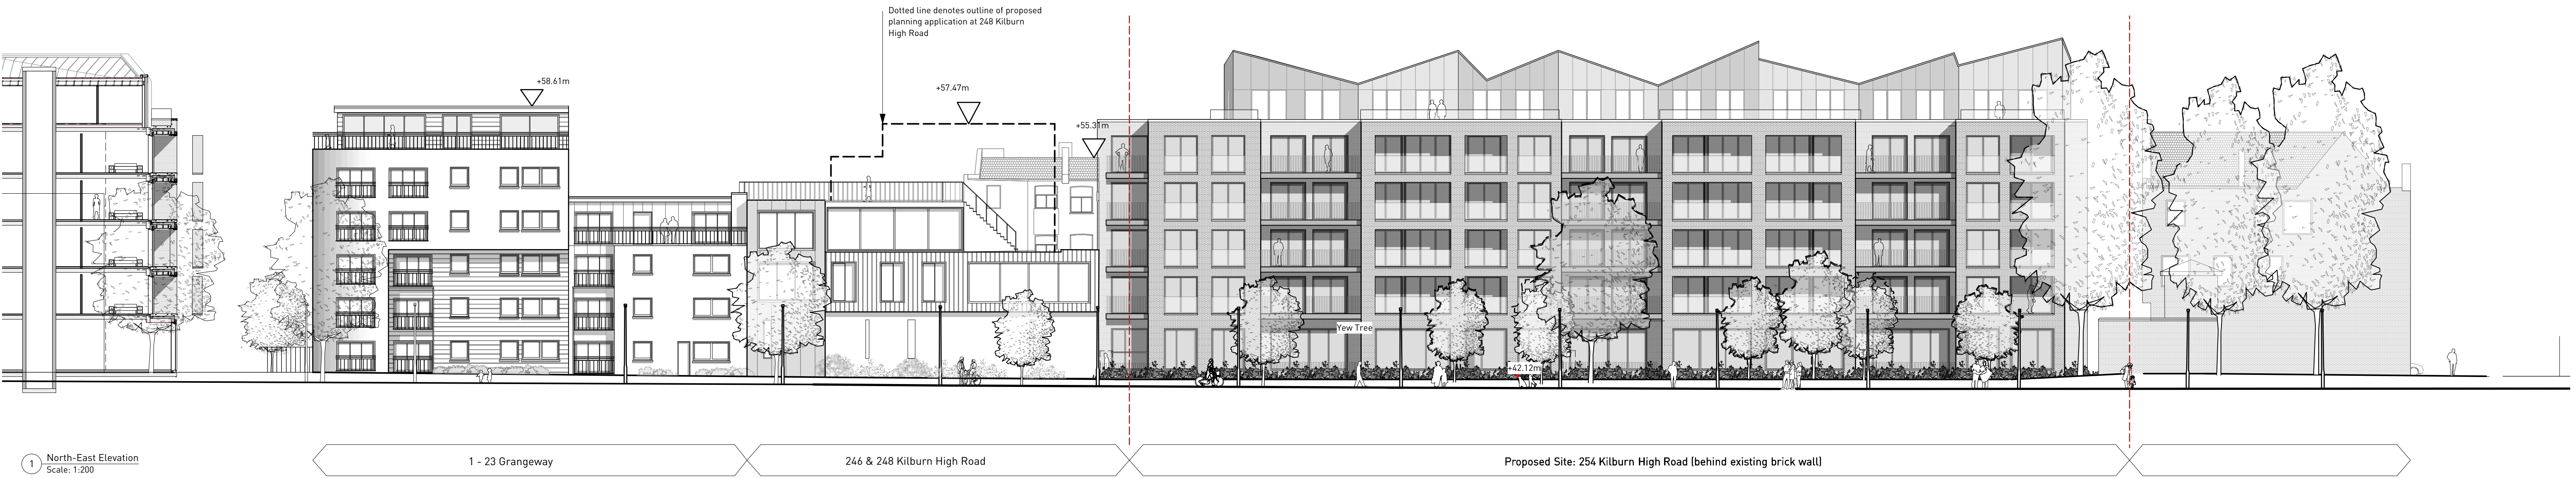 Dotted line denotes outline of proposed
planning application at 248 Kilburn
High Road
+58.61m
+57.47m
+55.31m
Yew Tree
+42.12m
1
North-East Elevation
Scale: 1:200
1 - 23 Grangeway
246 & 248 Kilburn High Road
Proposed Site: 254 Kilburn High Road (behind existing brick wall)